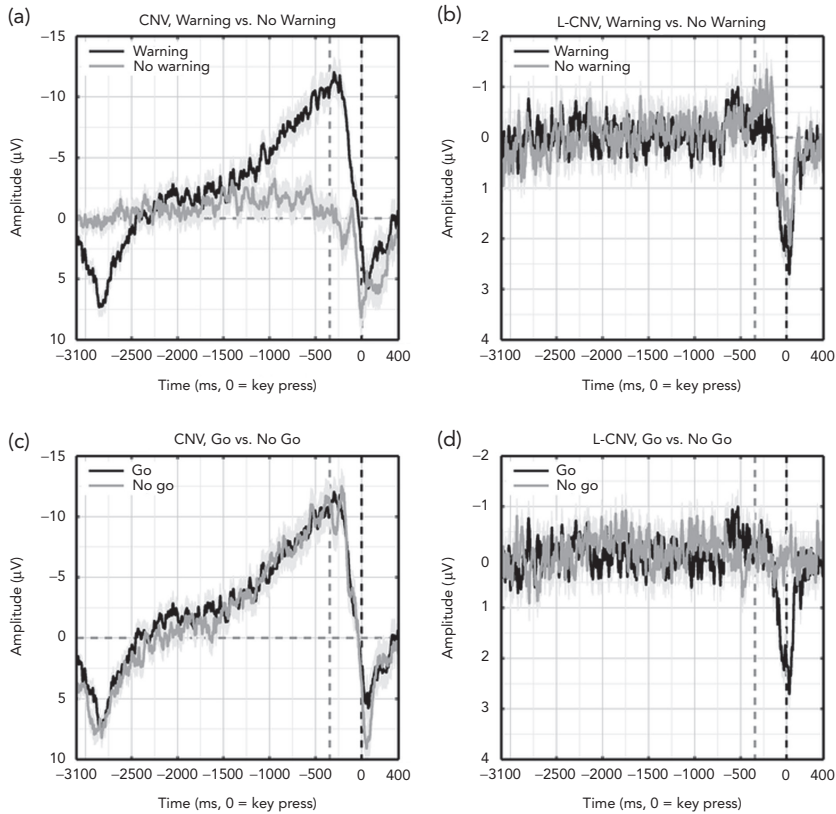 (a)
CNV, Warning vs. No Warning
Warning
No warning
−15
−10
−5
0
5
10
Amplitude (μV)
−3100 −2500 −2000 −1500 −1000 −500 0 400
Time (ms, 0 = key press)
(b)
L-CNV, Warning vs. No Warning
Warning
No warning
−2
−1
0
1
2
3
4
Amplitude (μV)
−3100 −2500 −2000 −1500 −1000 −500 0 400
Time (ms, 0 = key press)
(c)
CNV, Go vs. No Go
Go
No go
−15
−10
−5
0
5
10
Amplitude (μV)
−3100 −2500 −2000 −1500 −1000 −500 0 400
Time (ms, 0 = key press)
(d)
L-CNV, Go vs. No Go
Go
No go
−2
−1
0
1
2
3
4
Amplitude (μV)
−3100 −2500 −2000 −1500 −1000 −500 0 400
Time (ms, 0 = key press)